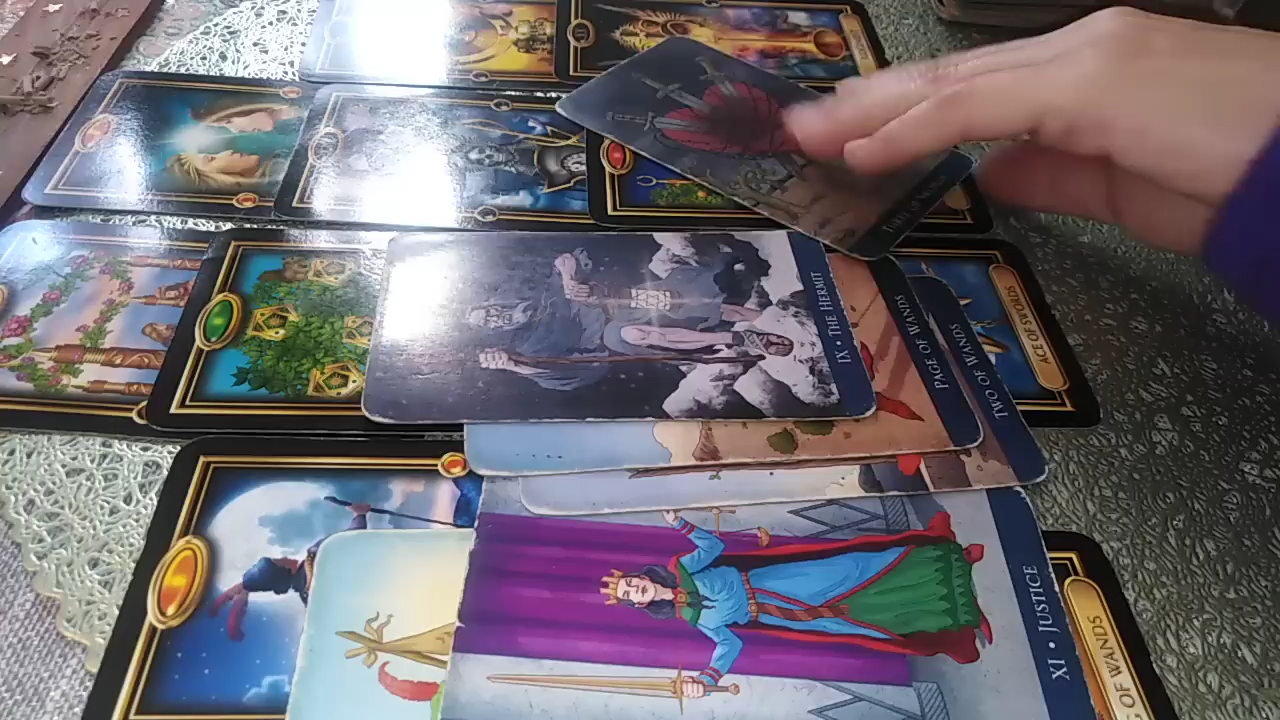 IX • THE HERMIT
PAGE OF WANDS
TWO OF WANDS
ACE OF SWORDS
XI • JUSTICE
OF WANDS